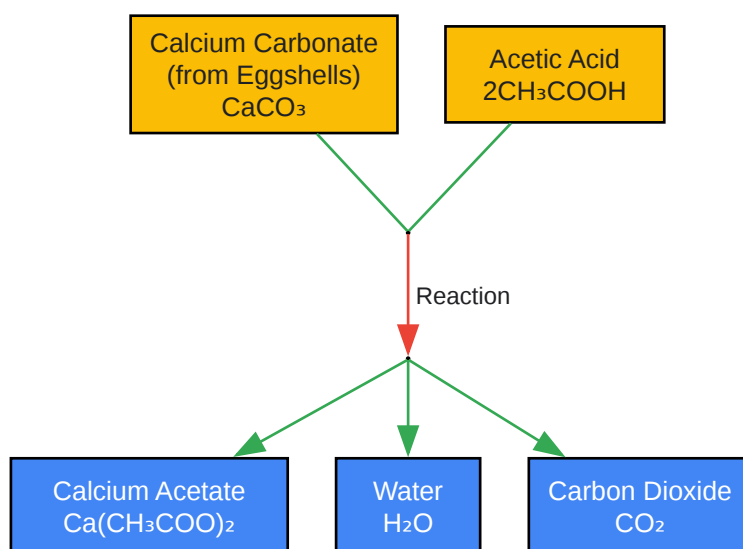 Calcium Carbonate
(from Eggshells)
CaCO₃
Acetic Acid
2CH₃COOH
Reaction
Calcium Acetate
Ca(CH₃COO)₂
Water
H₂O
Carbon Dioxide
CO₂